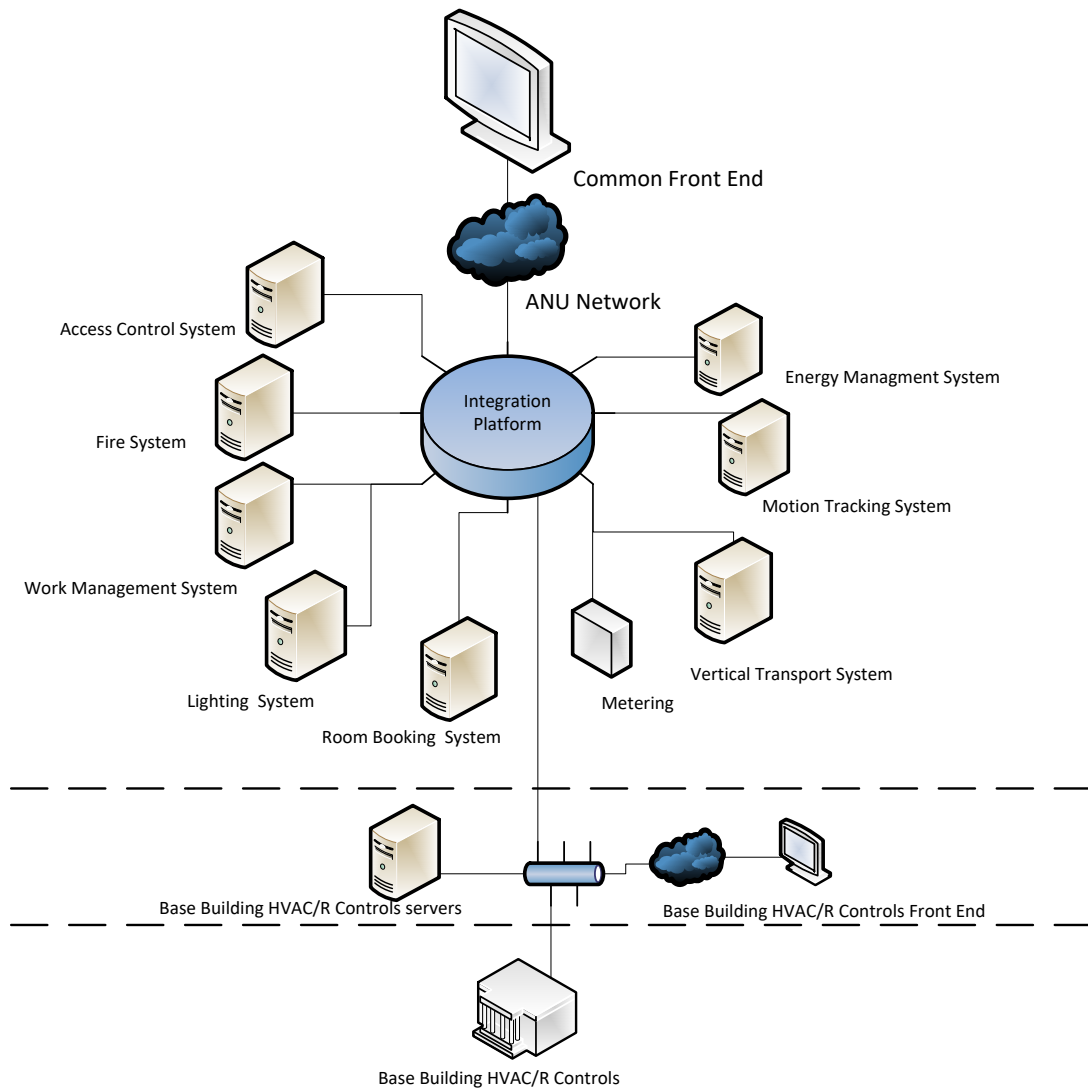 Common Front End
ANU Network
Access Control System
Integration
Platform
Energy Managment System
Fire System
Motion Tracking System
Work Management System
Lighting  System
Room Booking  System
Metering
Vertical Transport System
Base Building HVAC/R Controls servers
Base Building HVAC/R Controls Front End
Base Building HVAC/R Controls